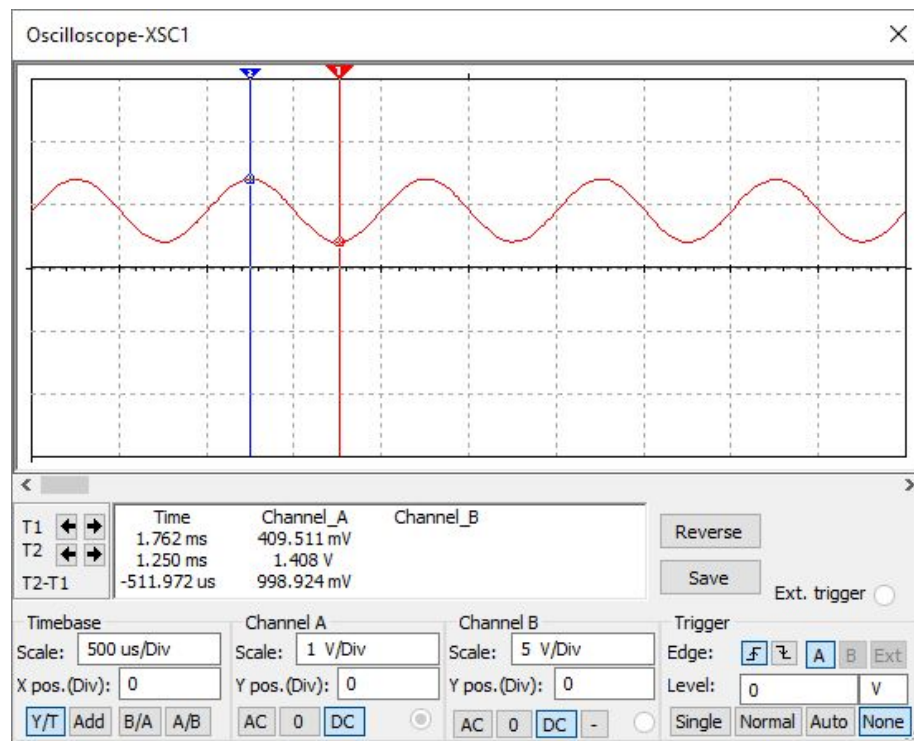 Oscilloscope-XSC1
2 1
Time Channel_A Channel_B
T1 1.762 ms 409.511 mV
T2 1.250 ms 1.408 V
T2-T1 -511.972 us 998.924 mV
Reverse
Save
Ext. trigger
Timebase Channel A Channel B Trigger
Scale: 500 us/Div Scale: 1 V/Div Scale: 5 V/Div Edge: A B Ext
X pos.(Div): 0 Y pos.(Div): 0 Y pos.(Div): 0 Level: 0 V
Y/T Add B/A A/B AC 0 DC AC 0 DC - Single Normal Auto None